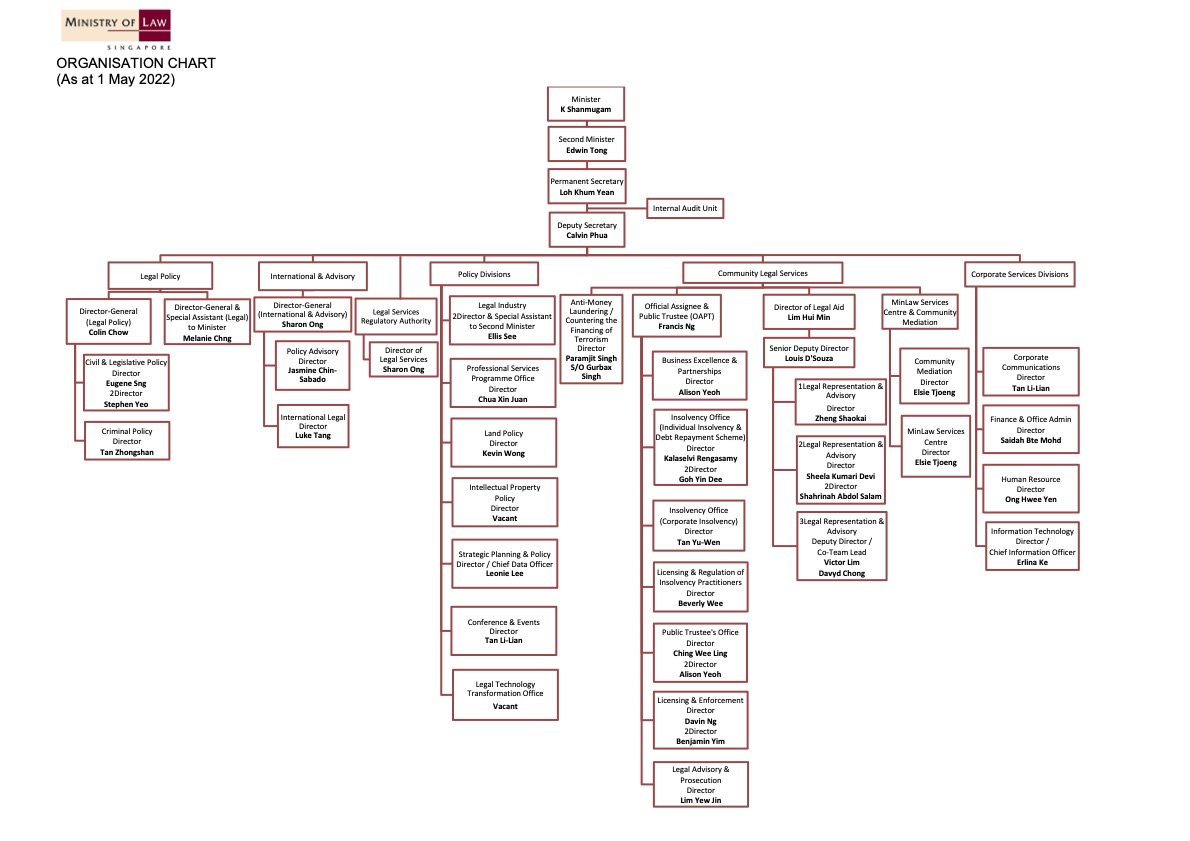 MINISTRY OF LAW
SINGAPORE
ORGANISATION CHART
(As at 1 May 2022)
Minister
K Shanmugam
Second Minister
Edwin Tong
Permanent Secretary
Loh Khum Yean
Internal Audit Unit
Deputy Secretary
Calvin Phua
Legal Policy
Director-General
(Legal Policy)
Colin Chow
Director-General &
Special Assistant (Legal)
to Minister
Melanie Chng
Civil & Legislative Policy
Director
Eugene Sng
2Director
Stephen Yeo
Criminal Policy
Director
Tan Zhongshan
International & Advisory
Director-General
(International & Advisory)
Sharon Ong
Policy Advisory
Director
Jasmine Chin-
Sabado
International Legal
Director
Luke Tang
Legal Services
Regulatory Authority
Director of
Legal Services
Sharon Ong
Policy Divisions
Legal Industry
2Director & Special Assistant
to Second Minister
Ellis See
Professional Services
Programme Office
Director
Chua Xin Juan
Land Policy
Director
Kevin Wong
Intellectual Property
Policy
Director
Vacant
Strategic Planning & Policy
Director / Chief Data Officer
Leonie Lee
Conference & Events
Director
Tan Li-Lian
Legal Technology
Transformation Office
Vacant
Community Legal Services
Anti-Money
Laundering /
Countering the
Financing of
Terrorism
Director
Paramjit Singh
S/O Gurbax
Singh
Official Assignee &
Public Trustee (OAPT)
Francis Ng
Business Excellence &
Partnerships
Director
Alison Yeoh
Insolvency Office
(Individual Insolvency &
Debt Repayment Scheme)
Director
Kalaselvi Rengasamy
2Director
Goh Yin Dee
Insolvency Office
(Corporate Insolvency)
Director
Tan Yu-Wen
Licensing & Regulation of
Insolvency Practitioners
Director
Beverly Wee
Public Trustee's Office
Director
Ching Wee Ling
2Director
Alison Yeoh
Licensing & Enforcement
Director
Davin Ng
2Director
Benjamin Yim
Legal Advisory &
Prosecution
Director
Lim Yew Jin
Director of Legal Aid
Lim Hui Min
Senior Deputy Director
Louis D'Souza
1Legal Representation &
Advisory
Director
Zheng Shaokai
2Legal Representation &
Advisory
Director
Sheela Kumari Devi
2Director
Shahrinah Abdol Salam
3Legal Representation &
Advisory
Deputy Director /
Co-Team Lead
Victor Lim
Davyd Chong
MinLaw Services
Centre & Community
Mediation
Community
Mediation
Director
Elsie Tjoeng
MinLaw Services
Centre
Director
Elsie Tjoeng
Corporate Services Divisions
Corporate
Communications
Director
Tan Li-Lian
Finance & Office Admin
Director
Saidah Bte Mohd
Human Resource
Director
Ong Hwee Yen
Information Technology
Director /
Chief Information Officer
Erlina Ke